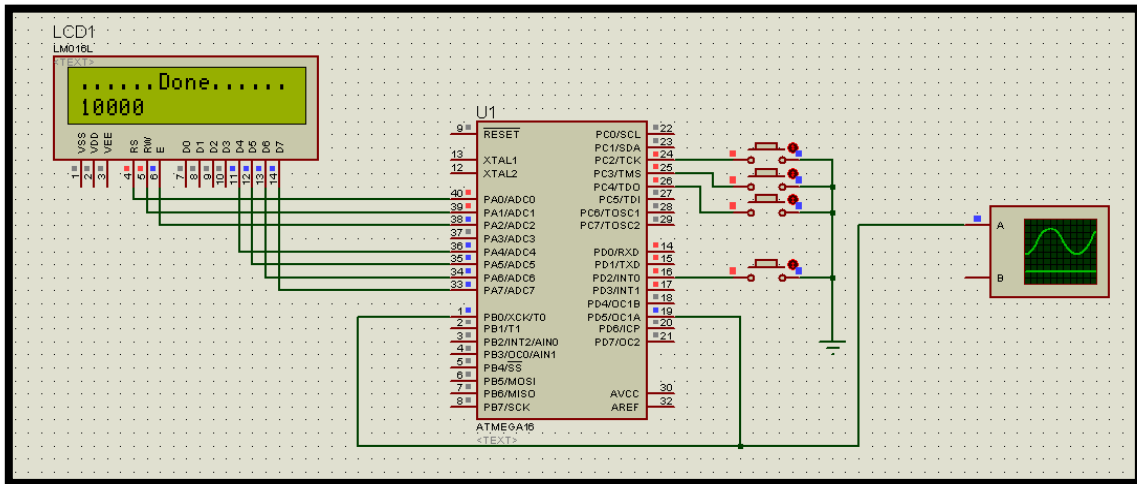 LCD1
LM016L
<TEXT>
......Done......
10000
VSS VDD VEE RS RW E D0 D1 D2 D3 D4 D5 D6 D7
1 2 3 4 5 6 7 8 9 10 11 12 13 14
U1
9 RESET
13 XTAL1
12 XTAL2
40 PA0/ADC0
39 PA1/ADC1
38 PA2/ADC2
37 PA3/ADC3
36 PA4/ADC4
35 PA5/ADC5
34 PA6/ADC6
33 PA7/ADC7
1 PB0/XCK/T0
2 PB1/T1
3 PB2/INT2/AIN0
4 PB3/OC0/AIN1
5 PB4/SS
6 PB5/MOSI
7 PB6/MISO
8 PB7/SCK
PC0/SCL 22
PC1/SDA 23
PC2/TCK 24
PC3/TMS 25
PC4/TDO 26
PC5/TDI 27
PC6/TOSC1 28
PC7/TOSC2 29
PD0/RXD 14
PD1/TXD 15
PD2/INT0 16
PD3/INT1 17
PD4/OC1B 18
PD5/OC1A 19
PD6/ICP 20
PD7/OC2 21
AVCC 30
AREF 32
ATMEGA16
<TEXT>
A
B